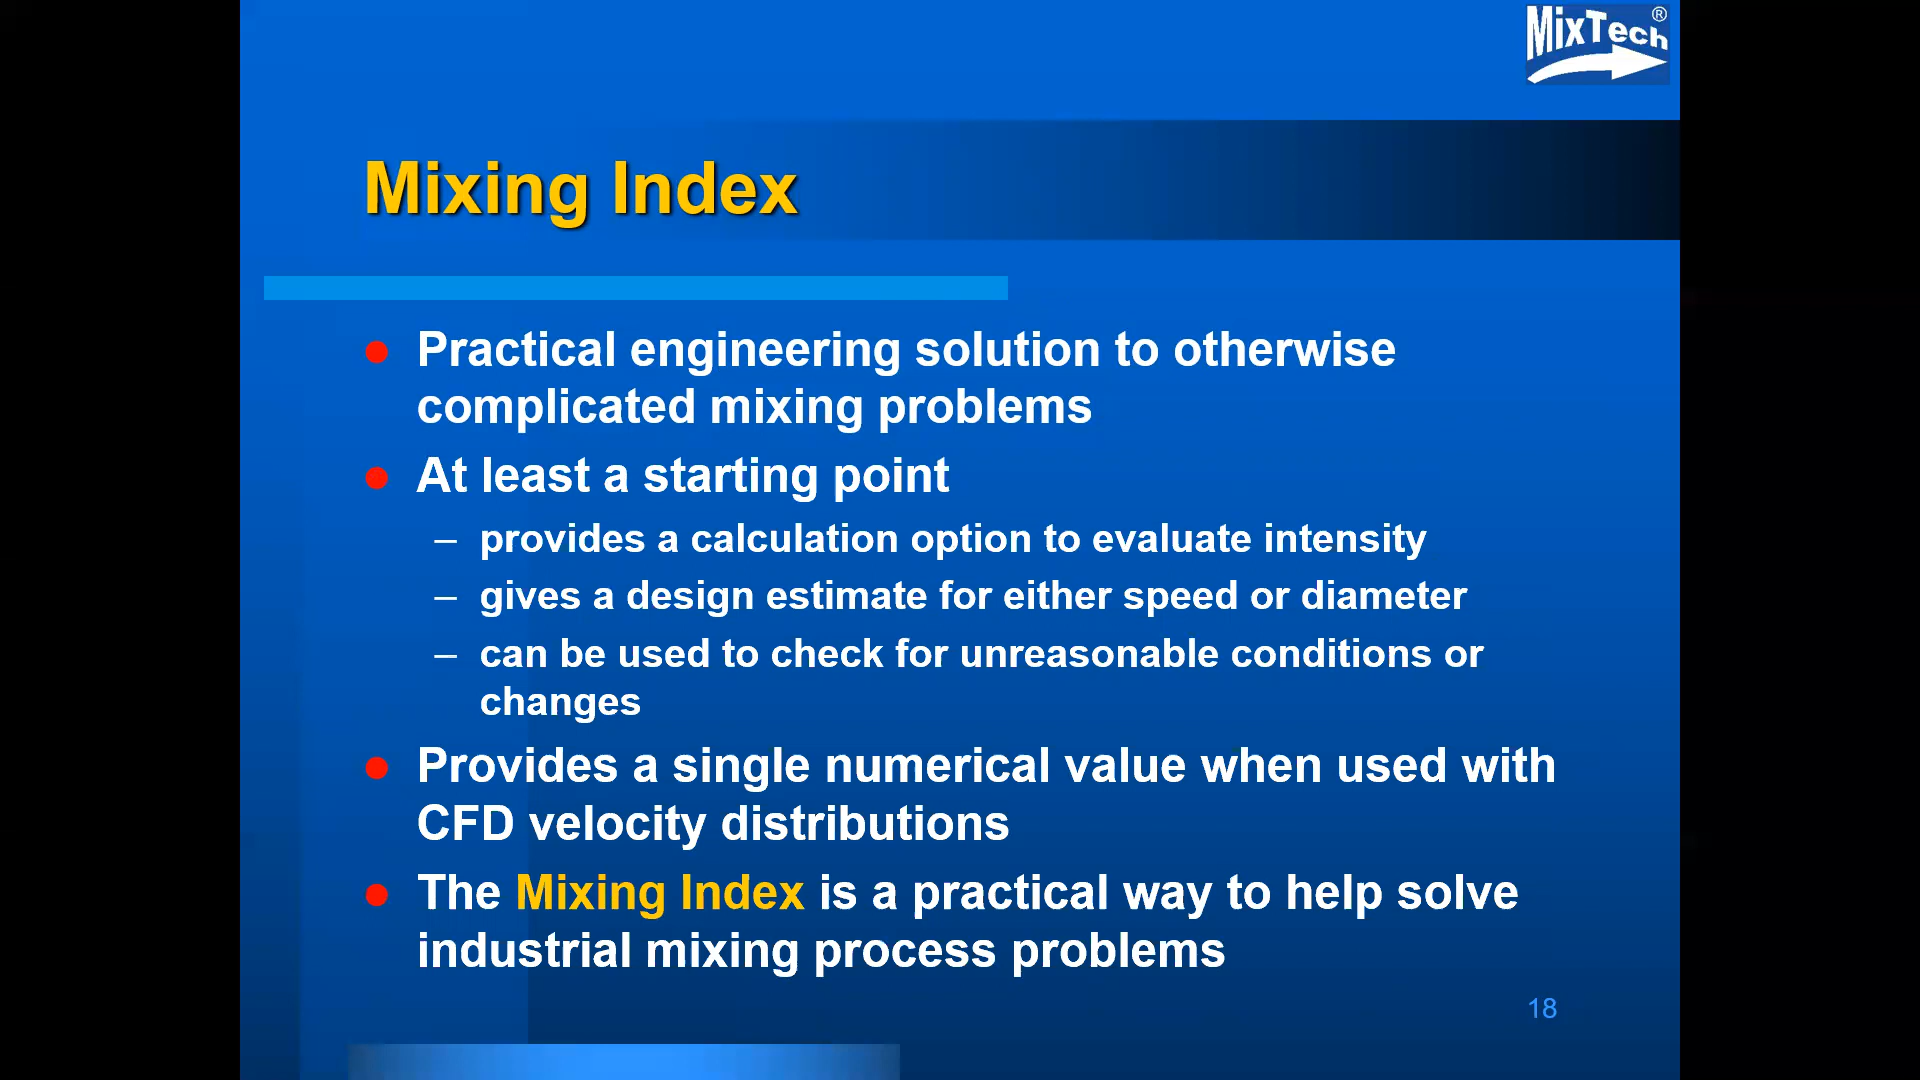 MixTech®
Mixing Index
● Practical engineering solution to otherwise
complicated mixing problems
● At least a starting point
– provides a calculation option to evaluate intensity
– gives a design estimate for either speed or diameter
– can be used to check for unreasonable conditions or
changes
● Provides a single numerical value when used with
CFD velocity distributions
● The Mixing Index is a practical way to help solve
industrial mixing process problems
18